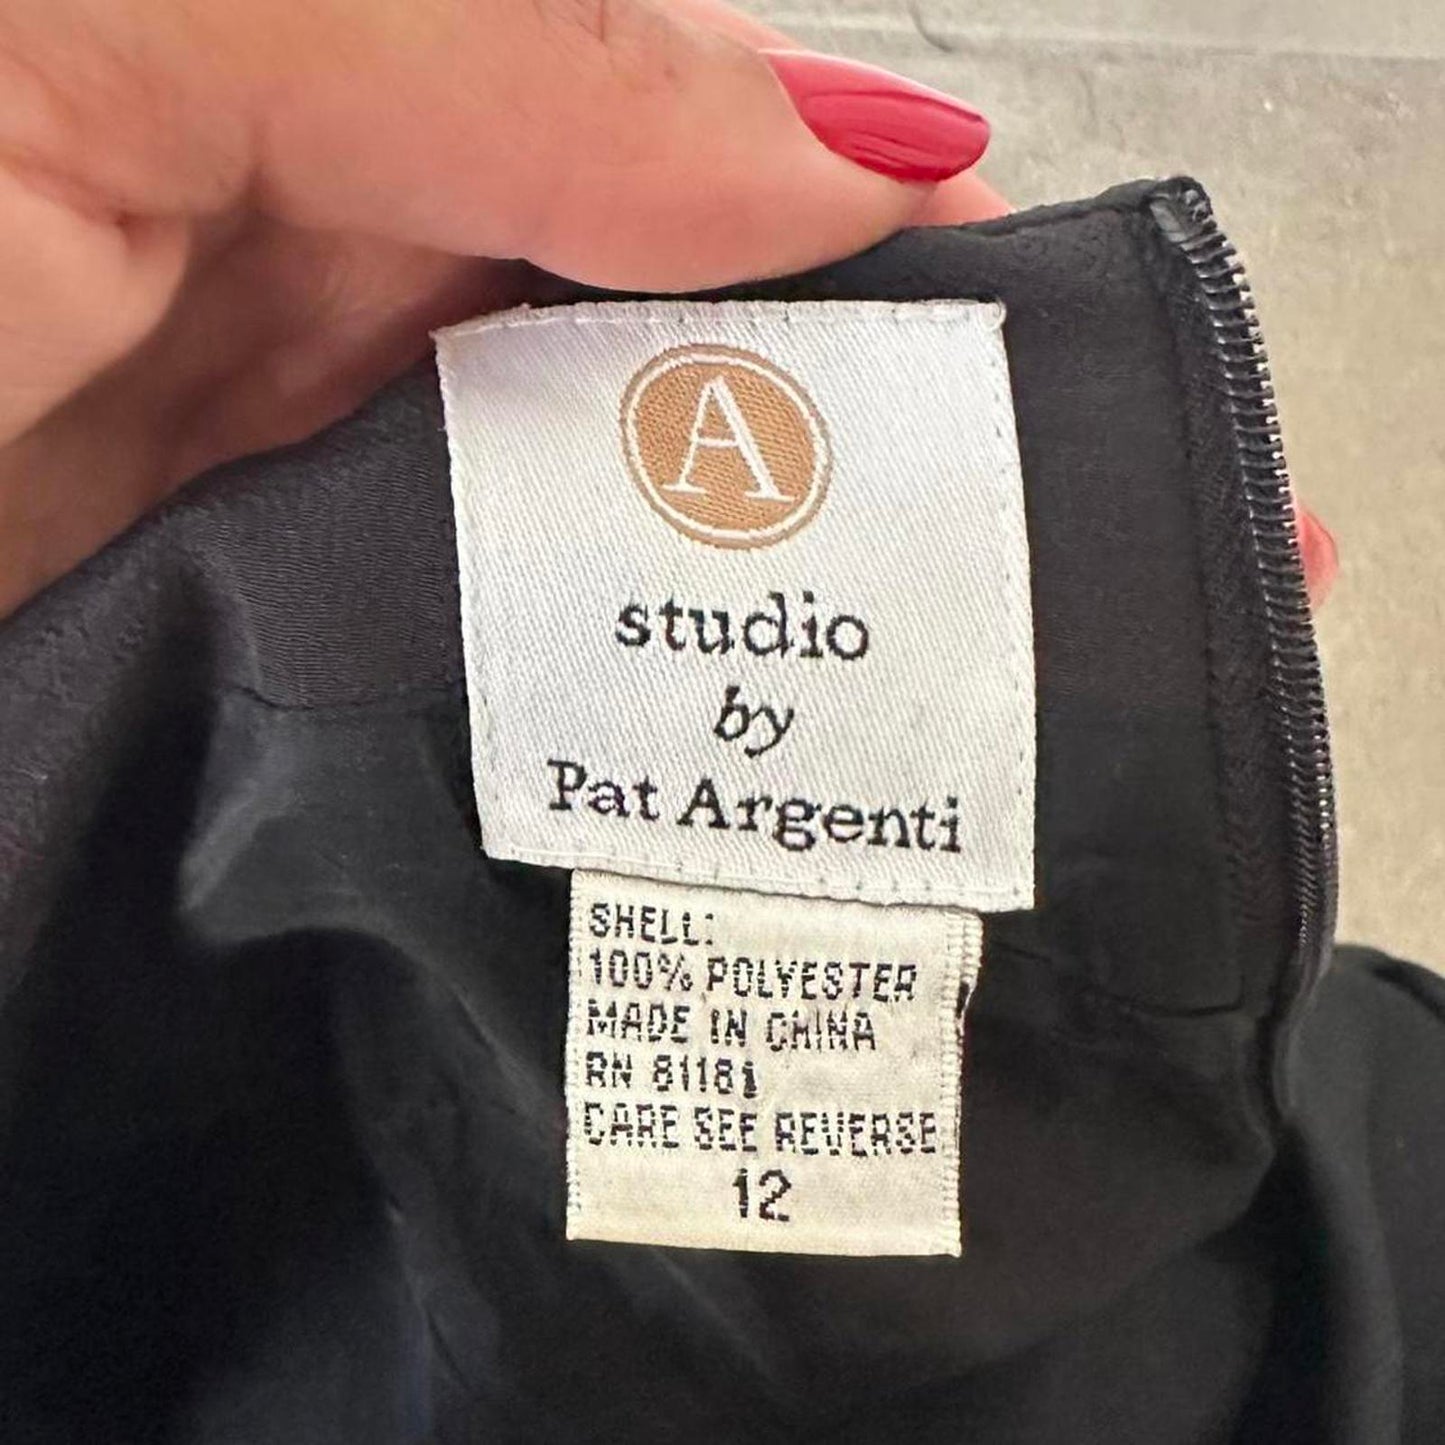 A
studio
by
Pat Argenti
SHELL:
100% POLYESTER
MADE IN CHINA
RN 81181
CARE SEE REVERSE
12